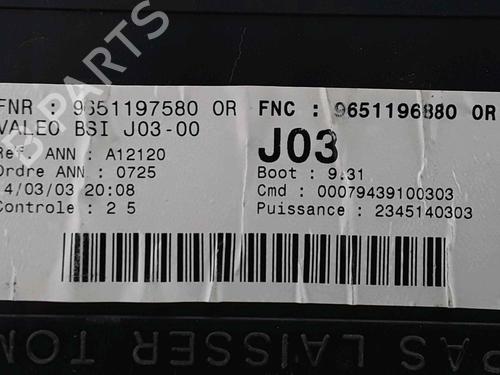 FNR : 9651197580 OR FNC : 9651196880 OR
VALEO BSI J03-00
J03
Ref. ANN : A12120
Ordre ANN : 0725
Boot : 9.31
14/03/03 20:08
Cmd : 00079439100303
Controle : 2 5
Puissance : 2345140303
PAS LAISSER TOM
B PARTS